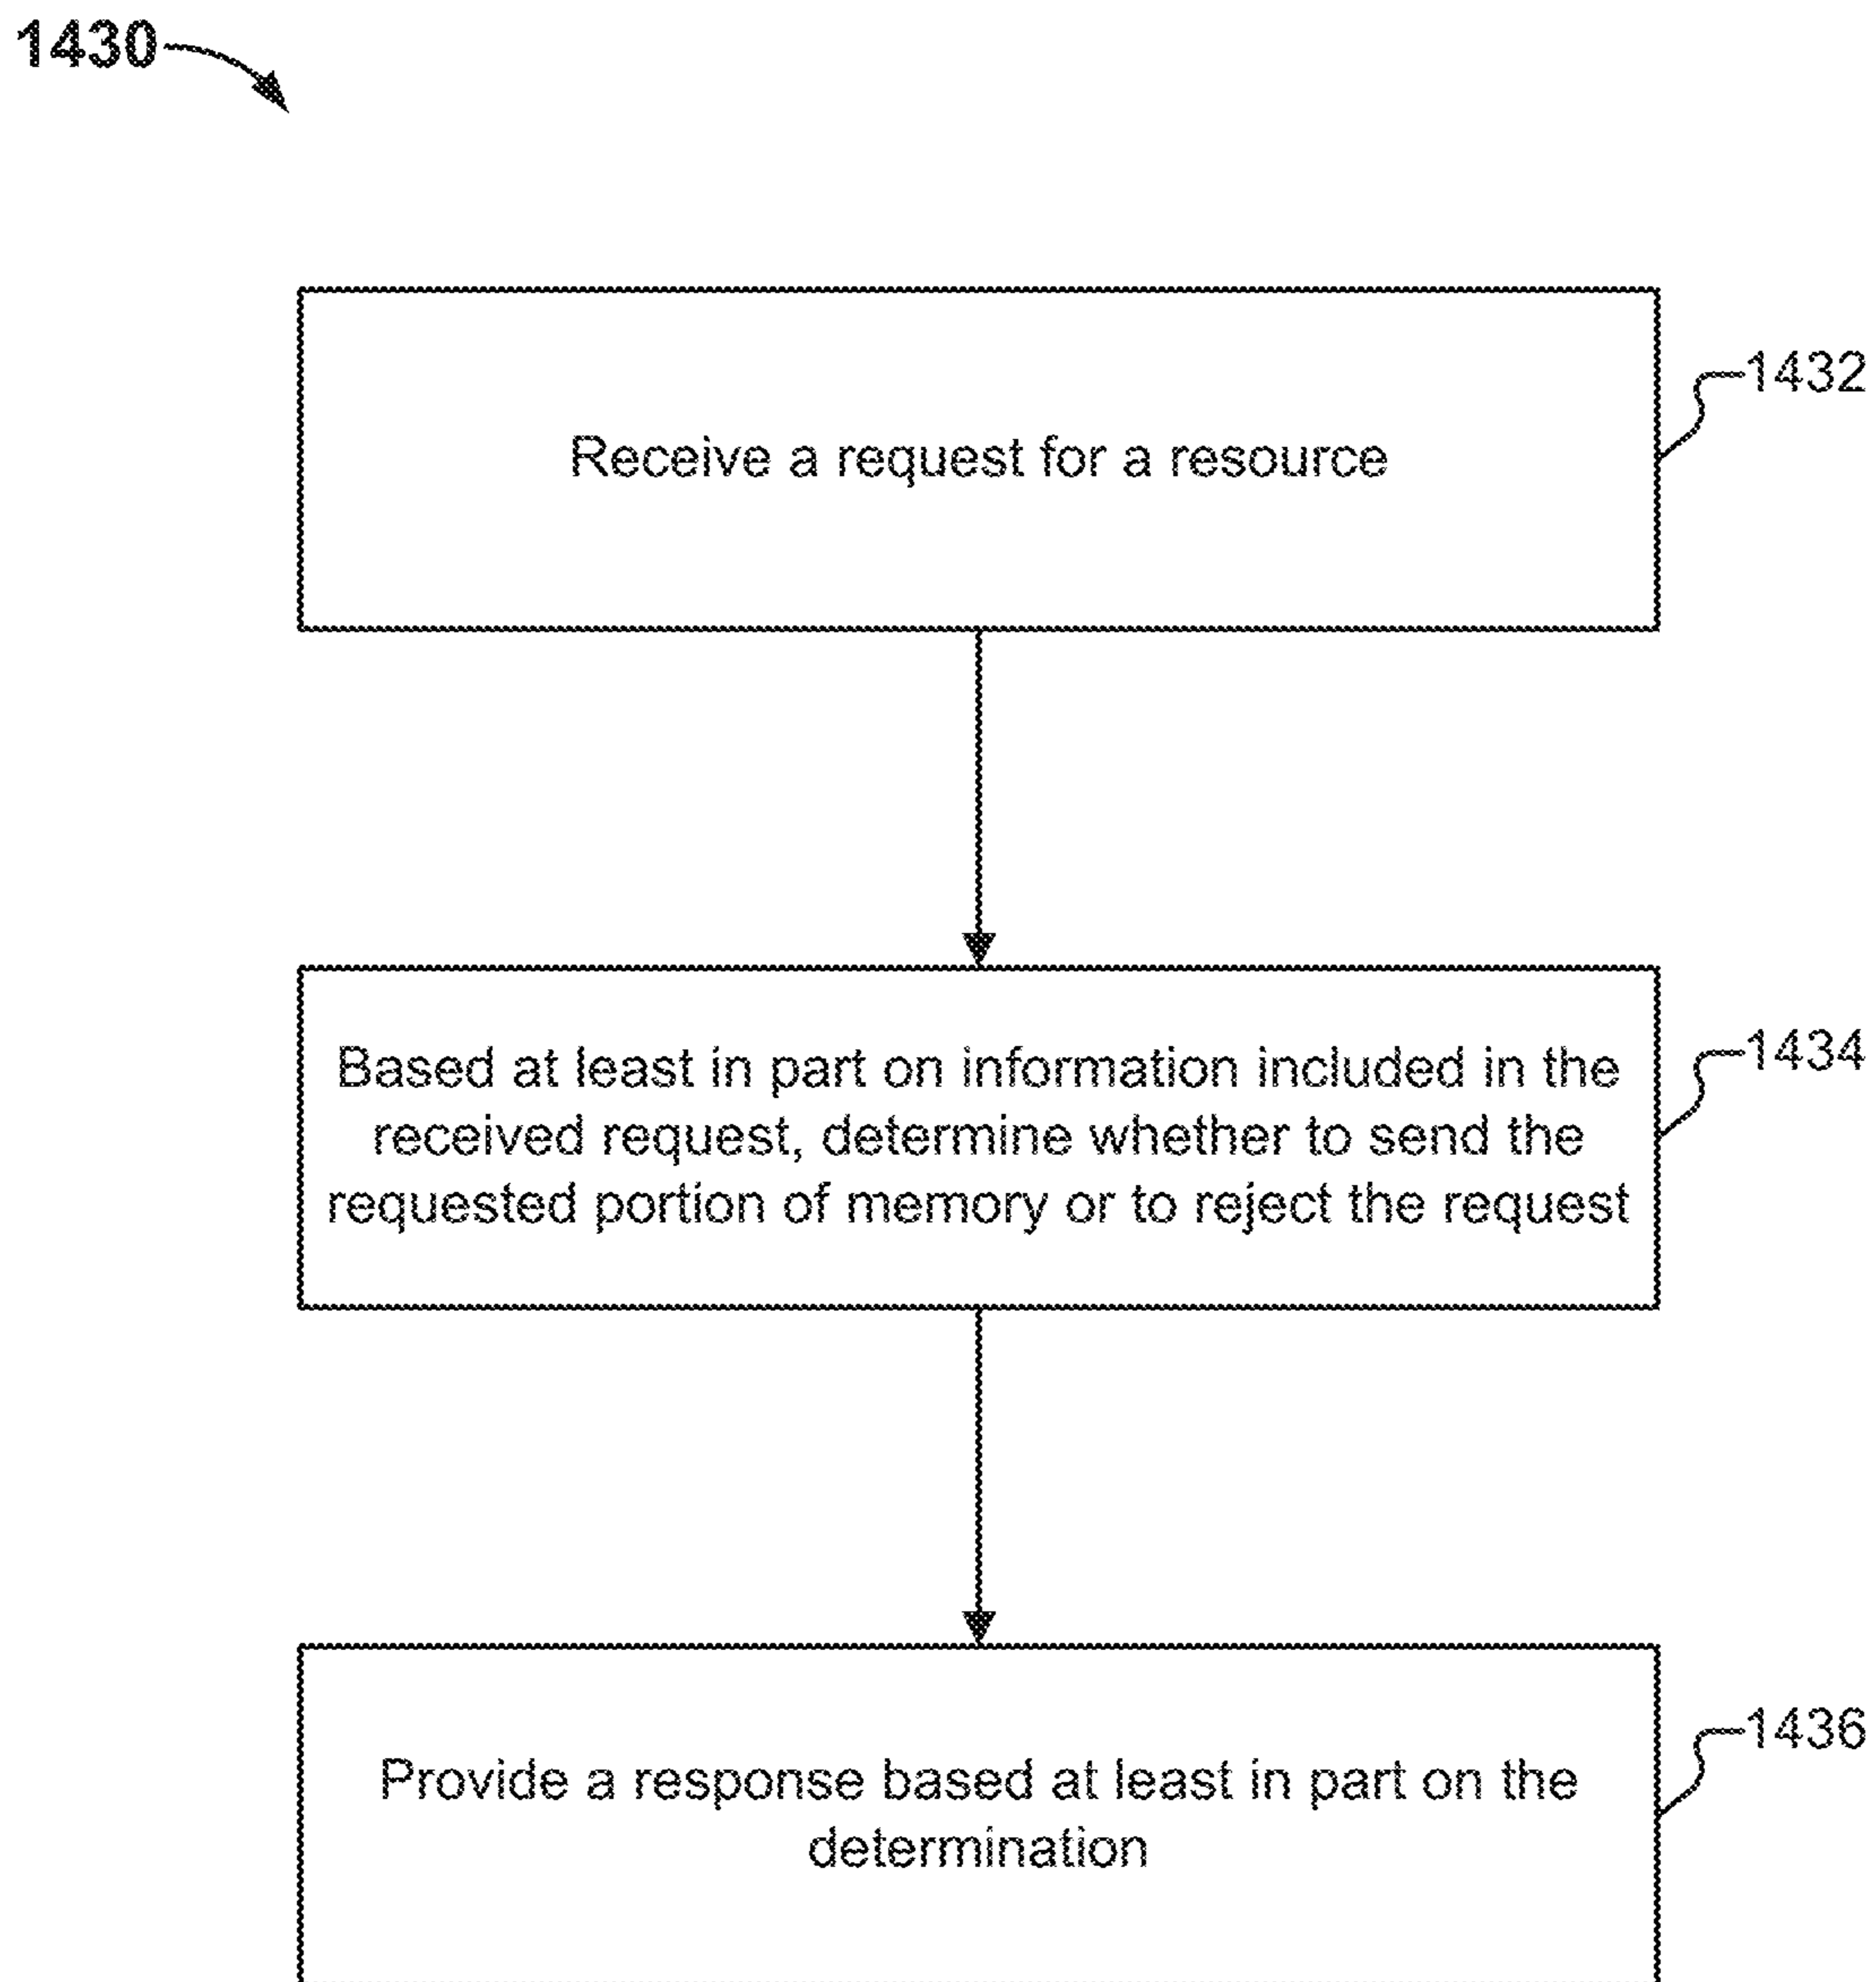 1430
Receive a request for a resource
1432
Based at least in part on information included in the
received request, determine whether to send the
requested portion of memory or to reject the request
1434
Provide a response based at least in part on the
determination
1436